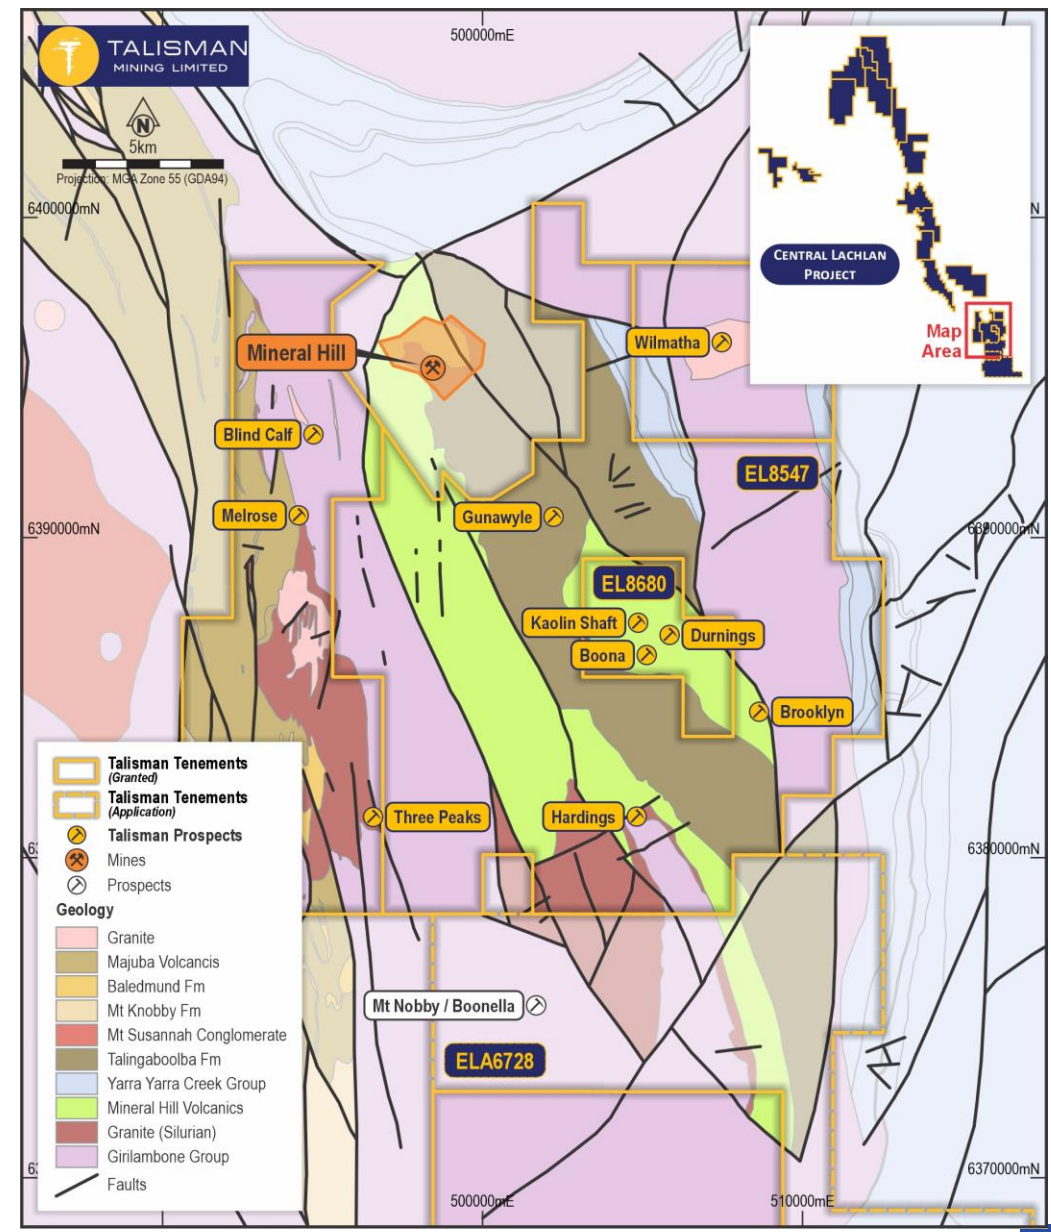 TALISMAN
MINING LIMITED
N
5km
Projection: MGA Zone 55 (GDA94)
500000mE
6400000mN
N
CENTRAL LACHLAN
PROJECT
Map
Area
Mineral Hill
Wilmatha
Blind Calf
EL8547
Melrose
Gunawyle
6390000mN
6390000mN
EL8680
Kaolin Shaft
Durnings
Boona
Brooklyn
Three Peaks
Hardings
63
6380000mN
Talisman Tenements
(Granted)
Talisman Tenements
(Application)
Talisman Prospects
Mines
Prospects
Geology
Granite
Majuba Volcancis
Baledmund Fm
Mt Knobby Fm
Mt Susannah Conglomerate
Talingaboolba Fm
Yarra Yarra Creek Group
Mineral Hill Volcanics
Granite (Silurian)
Girilambone Group
Faults
Mt Nobby / Boonella
ELA6728
63
6370000mN
500000mE
510000mE